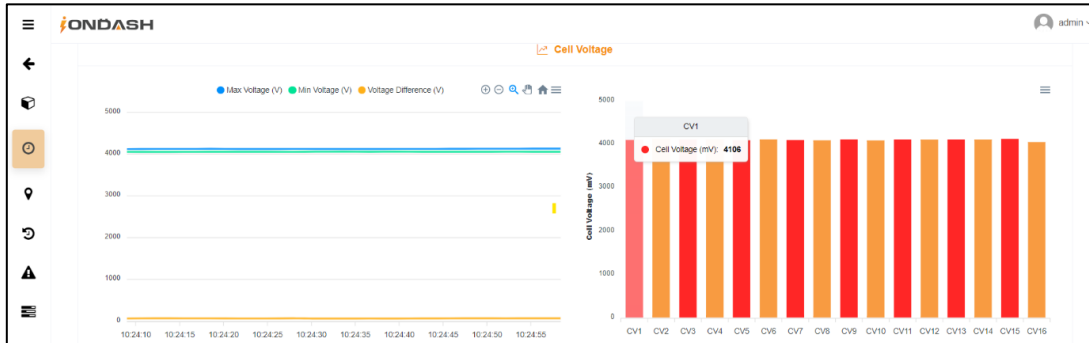 iONDASH
admin
Cell Voltage
Max Voltage (V) Min Voltage (V) Voltage Difference (V)
5000
4000
3000
2000
1000
0
10:24:10 10:24:15 10:24:20 10:24:25 10:24:30 10:24:35 10:24:40 10:24:45 10:24:50 10:24:55
Cell Voltage (mV)
5000
4000
3000
2000
1000
0
CV1
Cell Voltage (mV): 4106
CV1 CV2 CV3 CV4 CV5 CV6 CV7 CV8 CV9 CV10 CV11 CV12 CV13 CV14 CV15 CV16